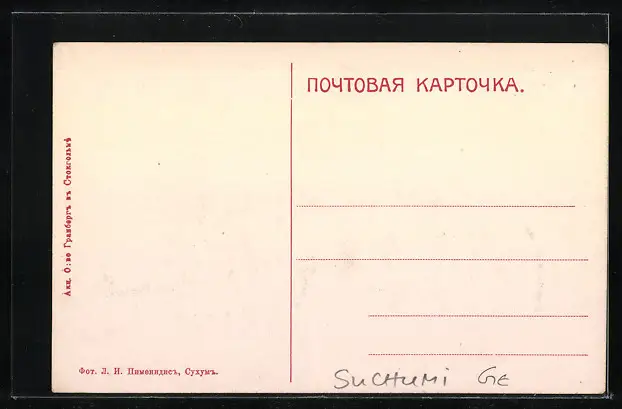 ПОЧТОВАЯ КАРТОЧКА.
Акц. О-во Гранбергъ въ Стокгольмѣ
Фот. Л. И. Пименидисъ, Сухумъ.
SUCHUMI GE